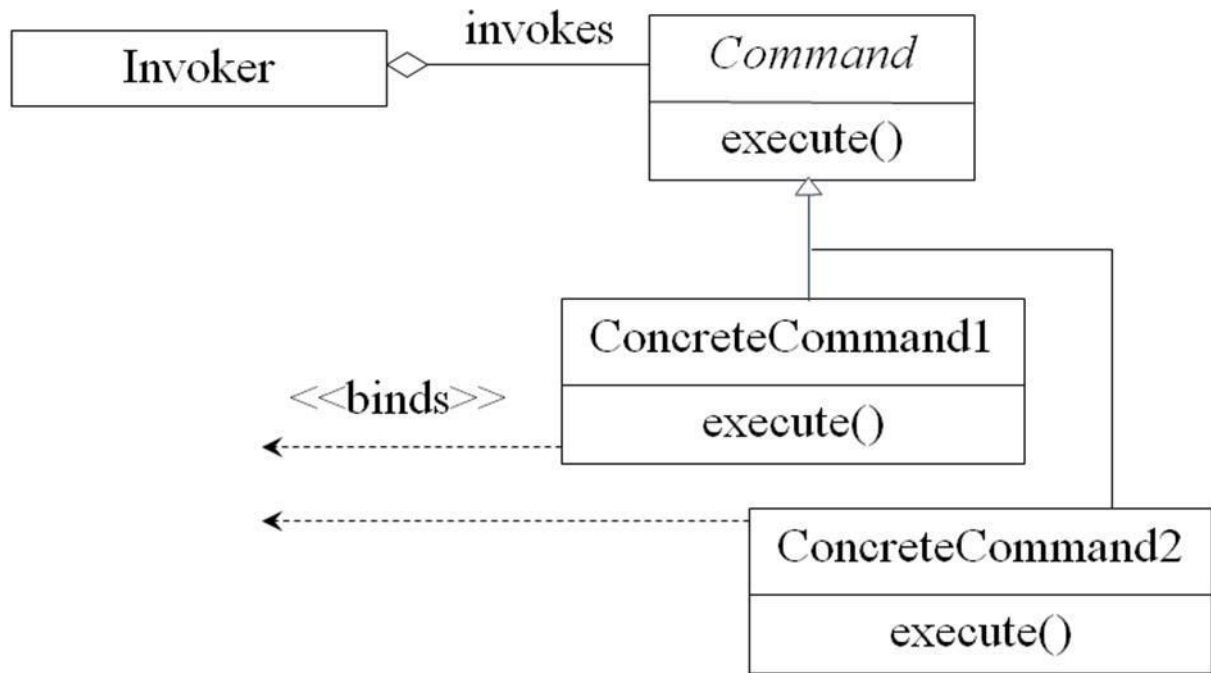 invokes
Invoker
Command
execute()
ConcreteCommand1
<<binds>>
execute()
ConcreteCommand2
execute()